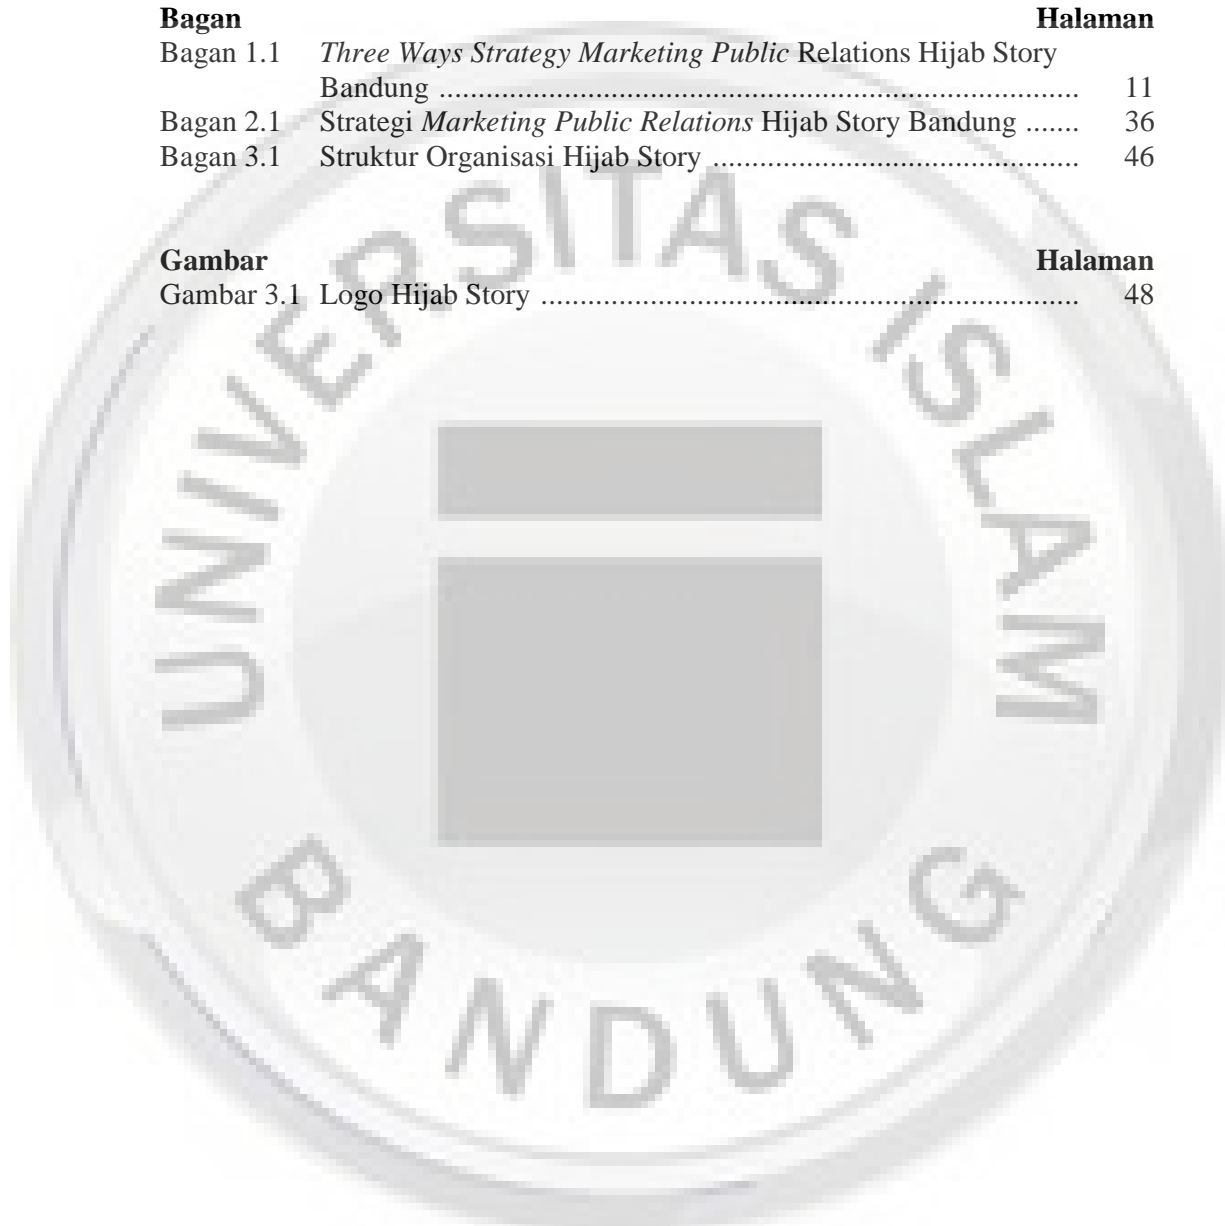 Bagan Halaman
Bagan 1.1 Three Ways Strategy Marketing Public Relations Hijab Story
Bandung .................................................................................. 11
Bagan 2.1 Strategi Marketing Public Relations Hijab Story Bandung ....... 36
Bagan 3.1 Struktur Organisasi Hijab Story ............................................... 46
Gambar Halaman
Gambar 3.1 Logo Hijab Story ..................................................................... 48
UNIVERSITAS ISLAM
BANDUNG